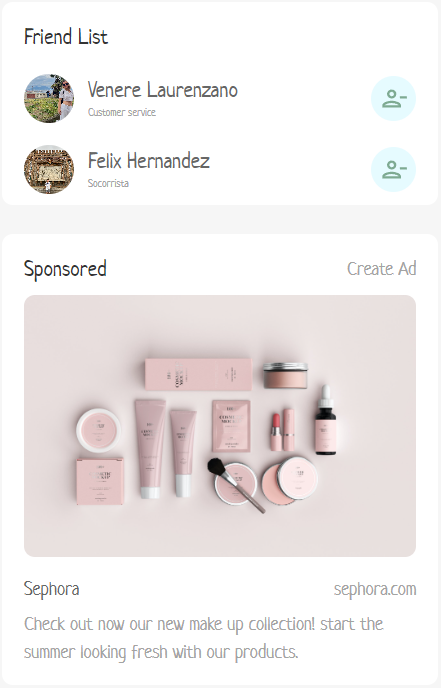 Friend List
Venere Laurenzano
Customer service
Felix Hernandez
Socorrista
Sponsored
Create Ad
Sephora
sephora.com
Check out now our new make up collection! start the
summer looking fresh with our products.